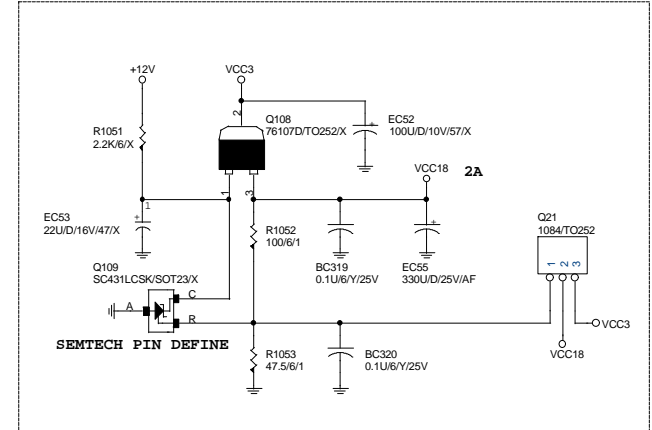 +12V
VCC3
R1051
2.2K/6/X
Q108
76107D/TO252/X
EC52
100U/D/10V/57/X
VCC18
2A
2
1
3
1
EC53
22U/D/16V/47/X
R1052
100/6/1
BC319
0.1U/6/Y/25V
EC55
330U/D/25V/AF
Q21
1084/TO252
1 2 3
Q109
SC431LCSK/SOT23/X
A
C
R
SEMTECH PIN DEFINE
VCC3
VCC18
R1053
47.5/6/1
BC320
0.1U/6/Y/25V